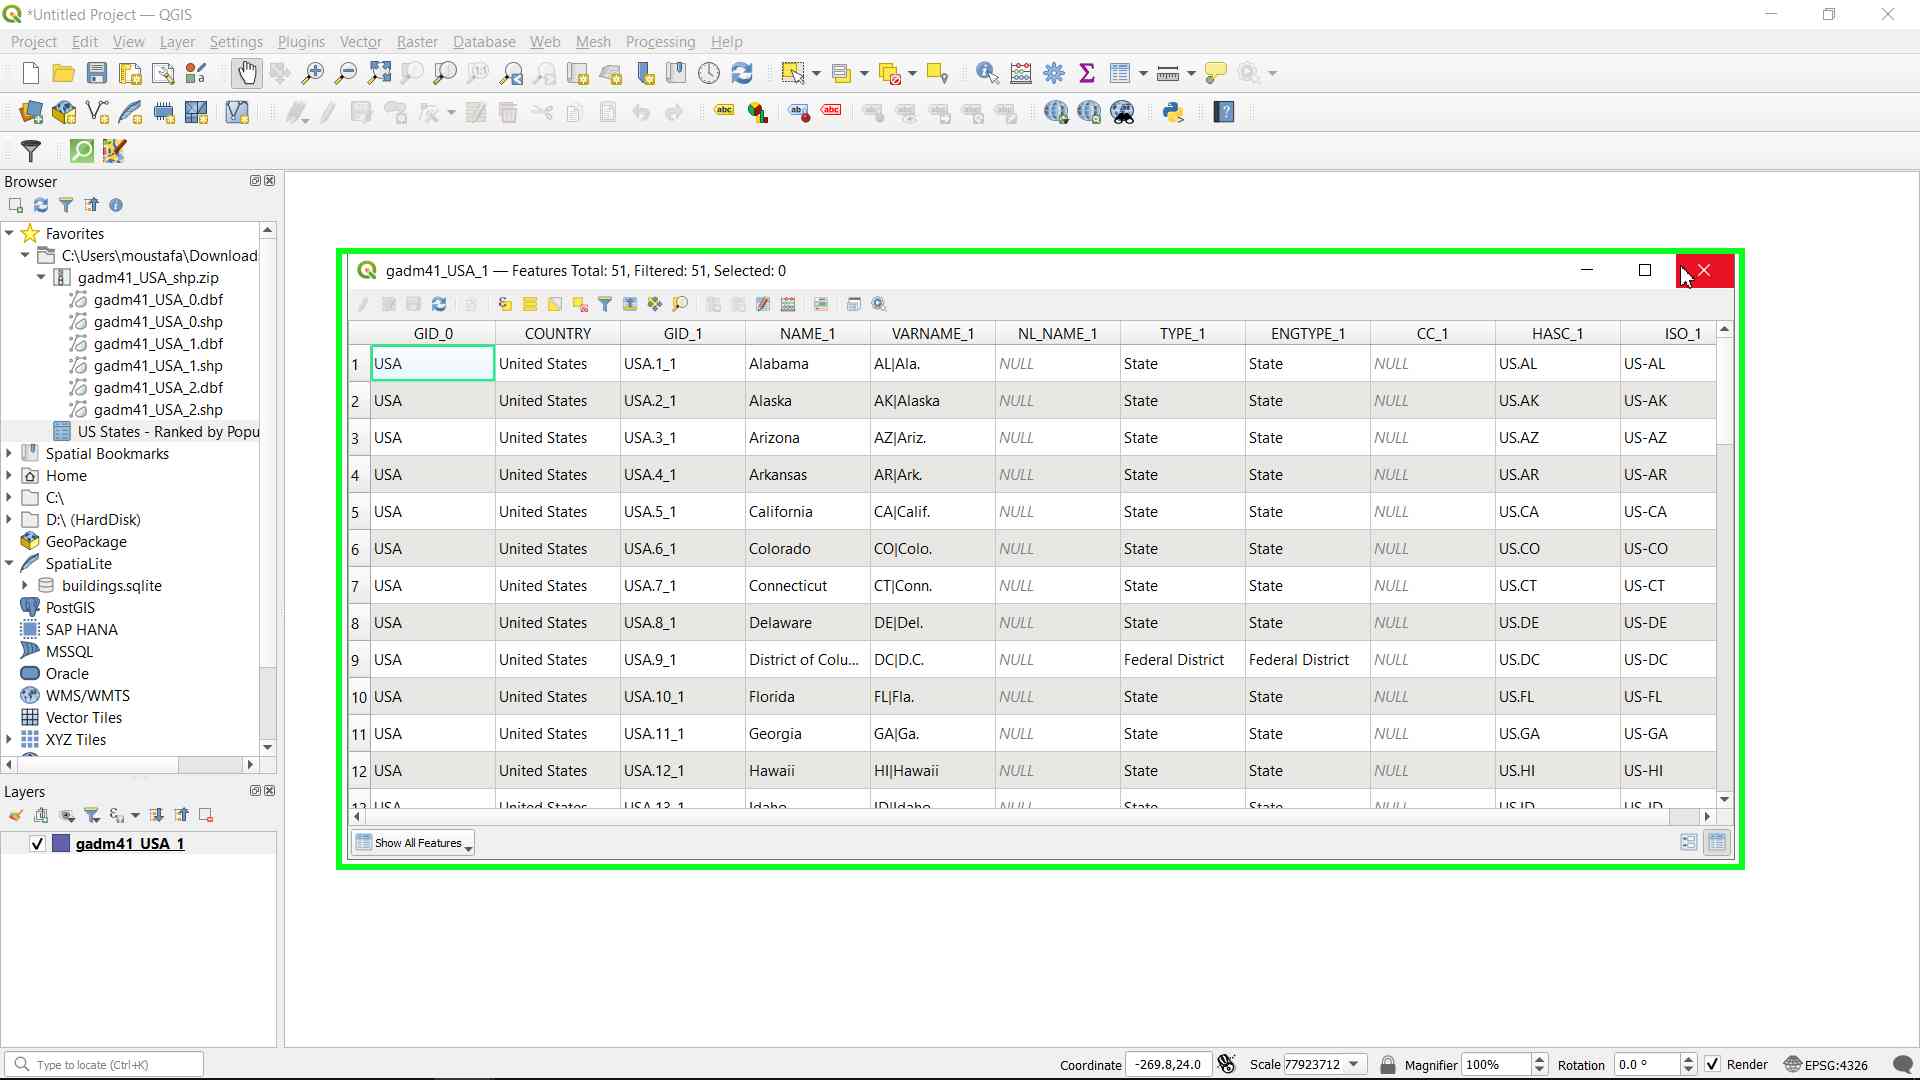 *Untitled Project — QGIS
Project Edit View Layer Settings Plugins Vector Raster Database Web Mesh Processing Help
abc abc abc
Browser
Favorites
C:\Users\moustafa\Download
gadm41_USA_shp.zip
gadm41_USA_0.dbf
gadm41_USA_0.shp
gadm41_USA_1.dbf
gadm41_USA_1.shp
gadm41_USA_2.dbf
gadm41_USA_2.shp
US States - Ranked by Popu
Spatial Bookmarks
Home
C:\
D:\ (HardDisk)
GeoPackage
SpatiaLite
buildings.sqlite
PostGIS
SAP HANA
MSSQL
Oracle
WMS/WMTS
Vector Tiles
XYZ Tiles
Layers
gadm41 USA 1
gadm41_USA_1 — Features Total: 51, Filtered: 51, Selected: 0
GID_0 COUNTRY GID_1 NAME_1 VARNAME_1 NL_NAME_1 TYPE_1 ENGTYPE_1 CC_1 HASC_1 ISO_1
1 USA United States USA.1_1 Alabama AL|Ala. NULL State State NULL US.AL US-AL
2 USA United States USA.2_1 Alaska AK|Alaska NULL State State NULL US.AK US-AK
3 USA United States USA.3_1 Arizona AZ|Ariz. NULL State State NULL US.AZ US-AZ
4 USA United States USA.4_1 Arkansas AR|Ark. NULL State State NULL US.AR US-AR
5 USA United States USA.5_1 California CA|Calif. NULL State State NULL US.CA US-CA
6 USA United States USA.6_1 Colorado CO|Colo. NULL State State NULL US.CO US-CO
7 USA United States USA.7_1 Connecticut CT|Conn. NULL State State NULL US.CT US-CT
8 USA United States USA.8_1 Delaware DE|Del. NULL State State NULL US.DE US-DE
9 USA United States USA.9_1 District of Colu... DC|D.C. NULL Federal District Federal District NULL US.DC US-DC
10 USA United States USA.10_1 Florida FL|Fla. NULL State State NULL US.FL US-FL
11 USA United States USA.11_1 Georgia GA|Ga. NULL State State NULL US.GA US-GA
12 USA United States USA.12_1 Hawaii HI|Hawaii NULL State State NULL US.HI US-HI
13 USA United States USA.13_1 Idaho ID|Idaho NULL State State NULL US.ID US-ID
Show All Features
Type to locate (Ctrl+K) Coordinate -269.8,24.0 Scale 77923712 Magnifier 100% Rotation 0.0 ° Render EPSG:4326